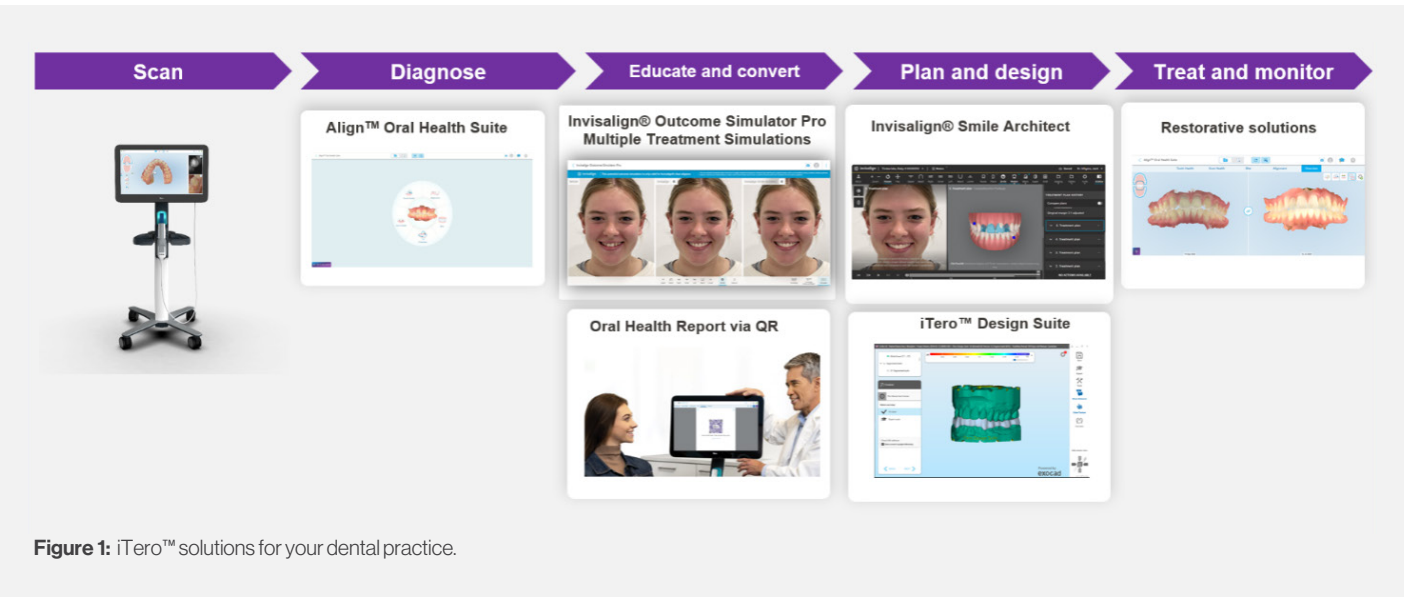 Scan
Diagnose
Educate and convert
Plan and design
Treat and monitor
Align™ Oral Health Suite
Invisalign® Outcome Simulator Pro
Multiple Treatment Simulations
Invisalign® Smile Architect
Restorative solutions
Oral Health Report via QR
iTero™ Design Suite
exocad
Figure 1: iTero™ solutions for your dental practice.